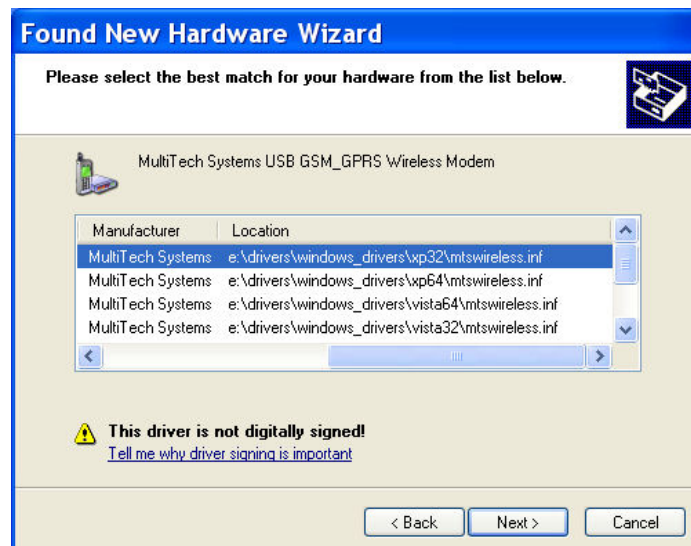 Found New Hardware Wizard
Please select the best match for your hardware from the list below.
MultiTech Systems USB GSM_GPRS Wireless Modem
Manufacturer Location
MultiTech Systems e:\drivers\windows_drivers\xp32\mtswireless.inf
MultiTech Systems e:\drivers\windows_drivers\xp64\mtswireless.inf
MultiTech Systems e:\drivers\windows_drivers\vista64\mtswireless.inf
MultiTech Systems e:\drivers\windows_drivers\vista32\mtswireless.inf
This driver is not digitally signed!
Tell me why driver signing is important
< Back Next > Cancel